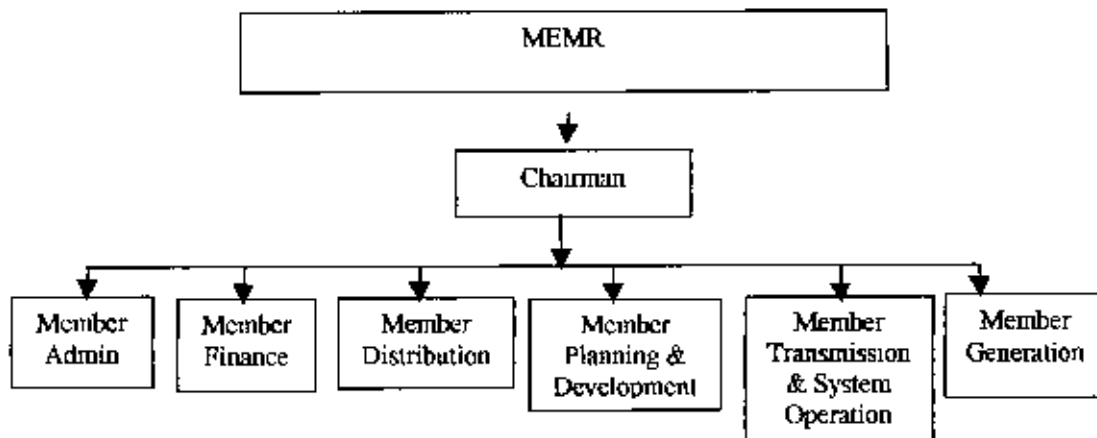 MEMR
Chairman
Member
Admin
Member
Finance
Member
Distribution
Member
Planning &
Development
Member
Transmission
& System
Operation
Member
Generation